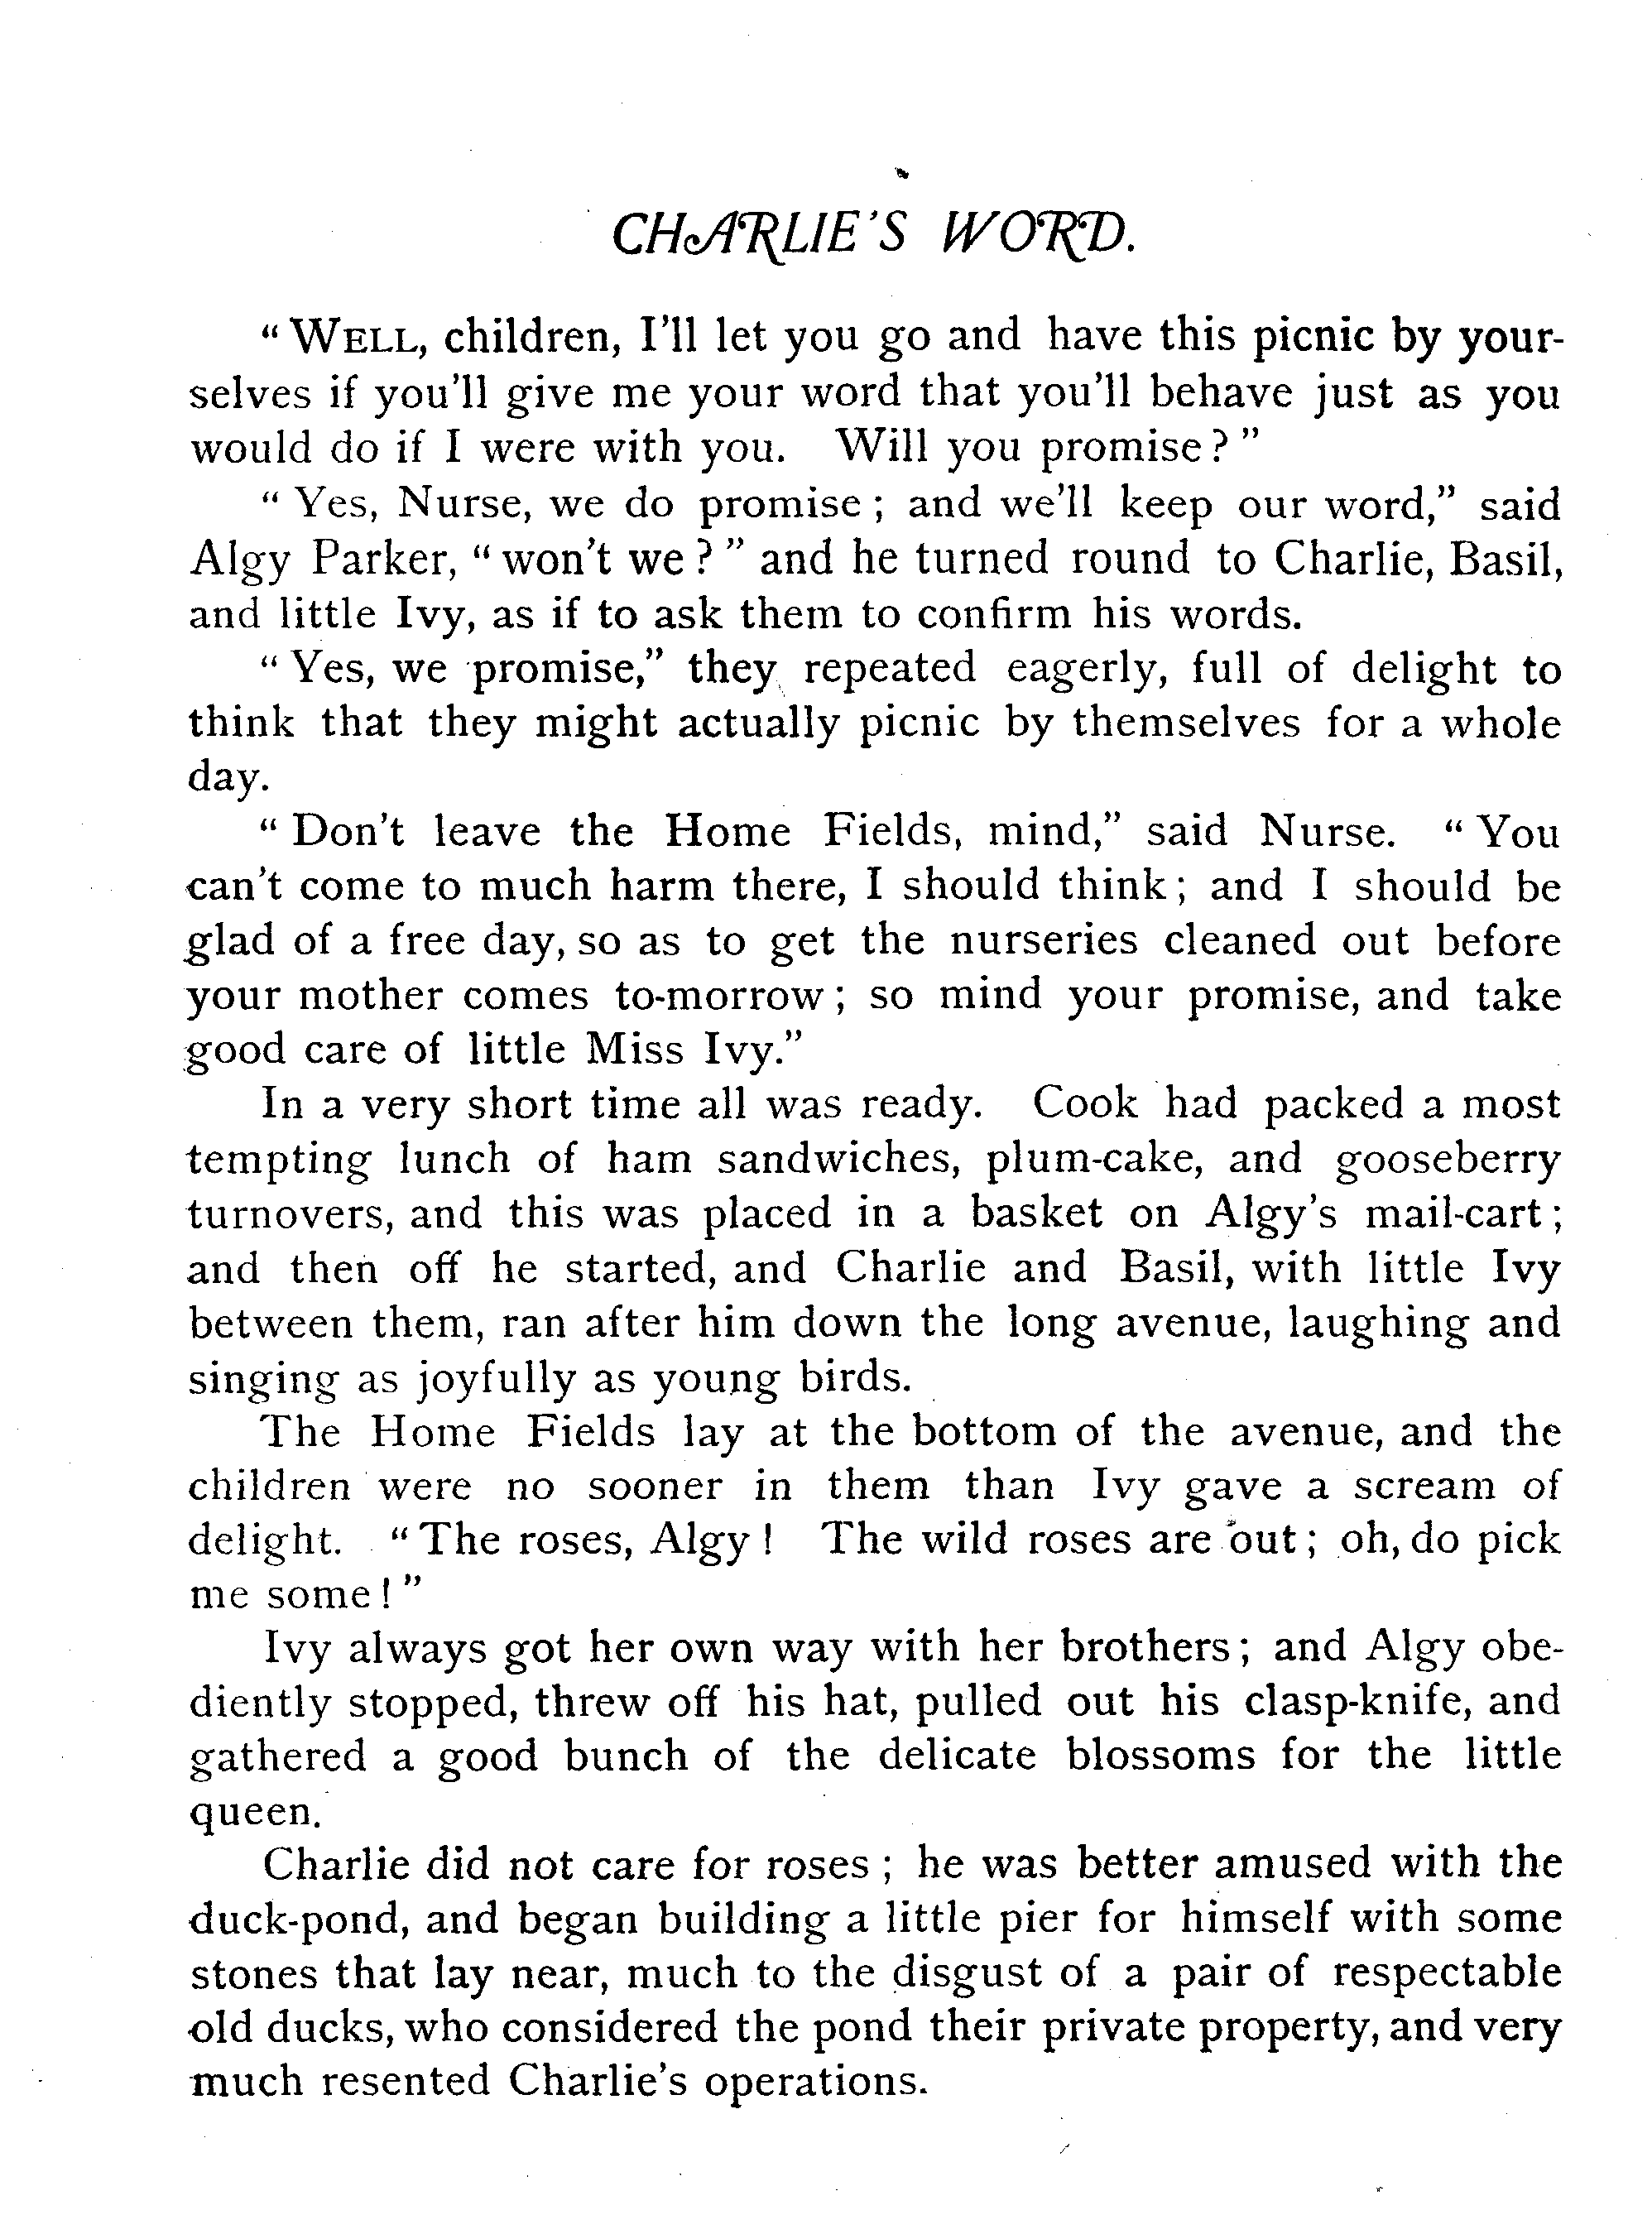 CHARLIE'S WORD.
" WELL, children, I'll let you go and have this picnic by your-
selves if you'll give me your word that you'll behave just as you
would do if I were with you. Will you promise ? "
" Yes, Nurse, we do promise ; and we'll keep our word," said
Algy Parker, " won't we ? " and he turned round to Charlie, Basil,
and little Ivy, as if to ask them to confirm his words.
" Yes, we promise," they repeated eagerly, full of delight to
think that they might actually picnic by themselves for a whole
day.
" Don't leave the Home Fields, mind," said Nurse. " You
can't come to much harm there, I should think ; and I should be
glad of a free day, so as to get the nurseries cleaned out before
your mother comes to-morrow ; so mind your promise, and take
good care of little Miss Ivy."
In a very short time all was ready. Cook had packed a most
tempting lunch of ham sandwiches, plum-cake, and gooseberry
turnovers, and this was placed in a basket on Algy's mail-cart ;
and then off he started, and Charlie and Basil, with little Ivy
between them, ran after him down the long avenue, laughing and
singing as joyfully as young birds.
The Home Fields lay at the bottom of the avenue, and the
children were no sooner in them than Ivy gave a scream of
delight. " The roses, Algy ! The wild roses are out ; oh, do pick
me some ! "
Ivy always got her own way with her brothers ; and Algy obe-
diently stopped, threw off his hat, pulled out his clasp-knife, and
gathered a good bunch of the delicate blossoms for the little
queen.
Charlie did not care for roses ; he was better amused with the
duck-pond, and began building a little pier for himself with some
stones that lay near, much to the disgust of a pair of respectable
old ducks, who considered the pond their private property, and very
much resented Charlie's operations.